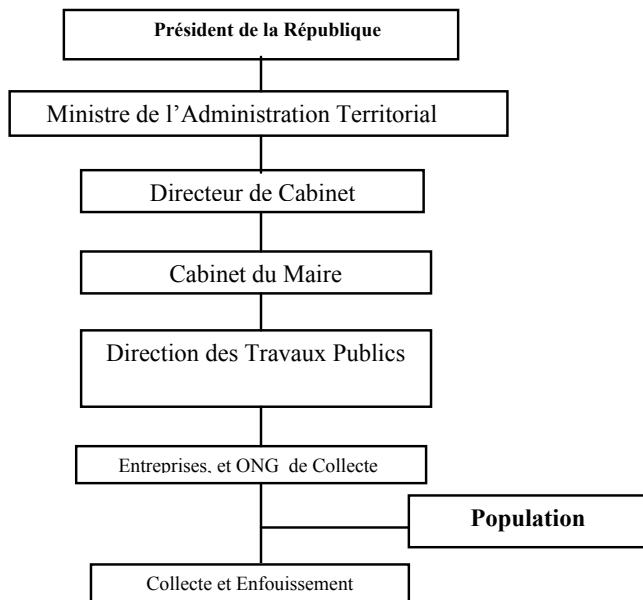 Président de la République
Ministre de l’Administration Territorial
Directeur de Cabinet
Cabinet du Maire
Direction des Travaux Publics
Entreprises, et ONG de Collecte
Population
Collecte et Enfouissement